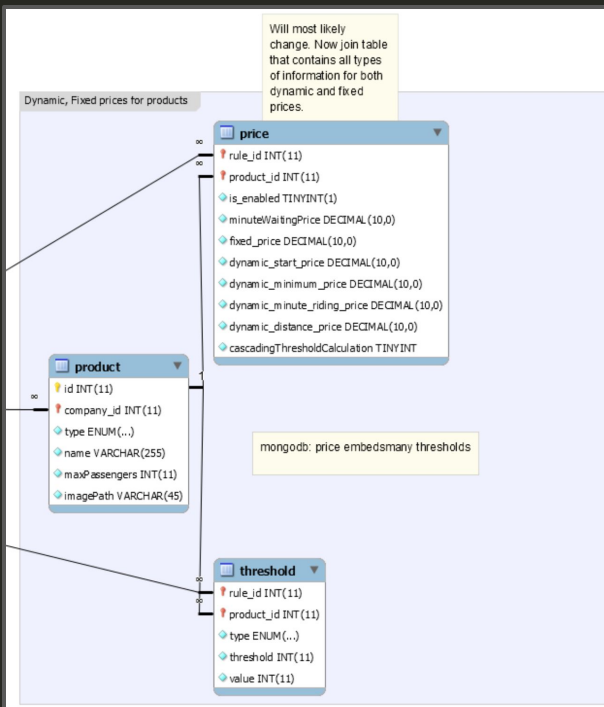 Will most likely
change. Now join table
that contains all types
of information for both
dynamic and fixed
prices.
Dynamic, Fixed prices for products
price
∞
rule_id INT(11)
∞
product_id INT(11)
is_enabled TINYINT(1)
minuteWaitingPrice DECIMAL(10,0)
fixed_price DECIMAL(10,0)
dynamic_start_price DECIMAL(10,0)
dynamic_minimum_price DECIMAL(10,0)
dynamic_minute_riding_price DECIMAL(10,0)
dynamic_distance_price DECIMAL(10,0)
cascadingThresholdCalculation TINYINT
product
1
id INT(11)
∞
company_id INT(11)
type ENUM(...)
name VARCHAR(255)
maxPassengers INT(11)
imagePath VARCHAR(45)
mongodb: price embedsmany thresholds
threshold
∞
rule_id INT(11)
∞
product_id INT(11)
type ENUM(...)
threshold INT(11)
value INT(11)